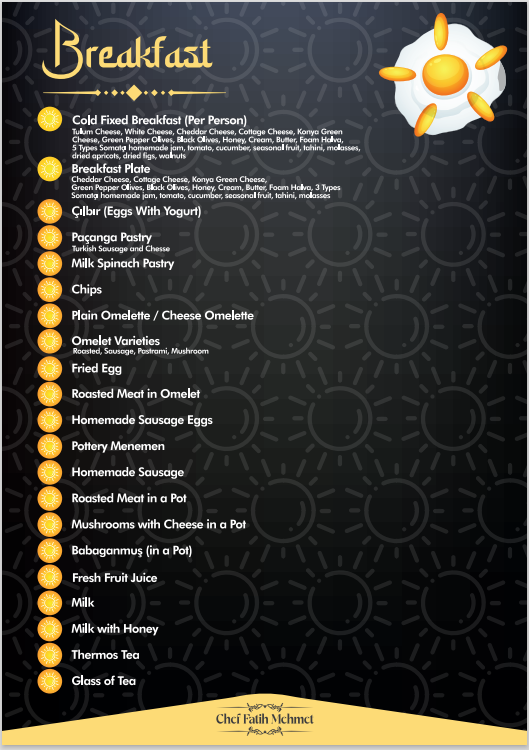 Breakfast
Cold Fixed Breakfast (Per Person)
Tulum Cheese, White Cheese, Cheddar Cheese, Cottage Cheese, Konya Green
Cheese, Green Pepper Olives, Black Olives, Honey, Cream, Butter, Foam Halva,
5 Types Somatçı homemade jam, tomato, cucumber, seasonal fruit, tahini, molasses,
dried apricots, dried figs, walnuts
Breakfast Plate
Cheddar Cheese, Cottage Cheese, Konya Green Cheese,
Green Pepper Olives, Black Olives, Honey, Cream, Butter, Foam Halva, 3 Types
Somatçı homemade jam, tomato, cucumber, seasonal fruit, tahini, molasses
Çılbır (Eggs With Yogurt)
Paçanga Pastry
Turkish Sausage and Chesse
Milk Spinach Pastry
Chips
Plain Omelette / Cheese Omelette
Omelet Varieties
Roasted, Sausage, Pastrami, Mushroom
Fried Egg
Roasted Meat in Omelet
Homemade Sausage Eggs
Pottery Menemen
Homemade Sausage
Roasted Meat in a Pot
Mushrooms with Cheese in a Pot
Babaganmuş (in a Pot)
Fresh Fruit Juice
Milk
Milk with Honey
Thermos Tea
Glass of Tea
Chef Fatih Mehmet